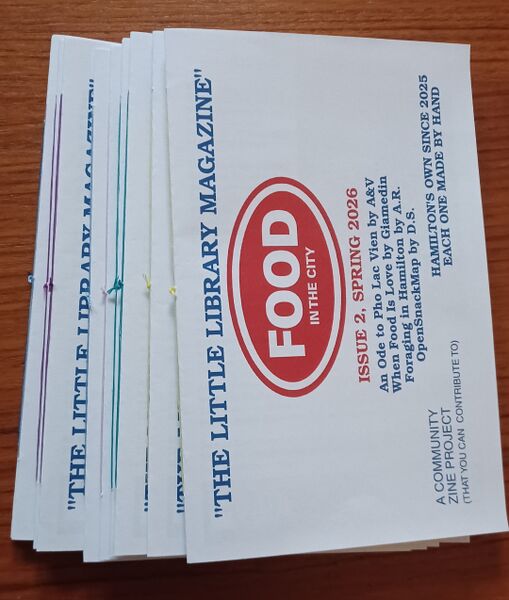 "THE LITTLE LIBRARY MAGAZINE"
FOOD
IN THE CITY
ISSUE 2, SPRING 2026
An Ode to Pho Lac Vien by A&V
When Food Is Love by Giamedin
Foraging in Hamilton by A.R.
OpenSnackMap by D.S.
HAMILTON'S OWN SINCE 2025
EACH ONE MADE BY HAND
A COMMUNITY
ZINE PROJECT
(THAT YOU CAN CONTRIBUTE TO)
"THE LITTLE LIBRARY MAGAZINE"
"THE
"THE